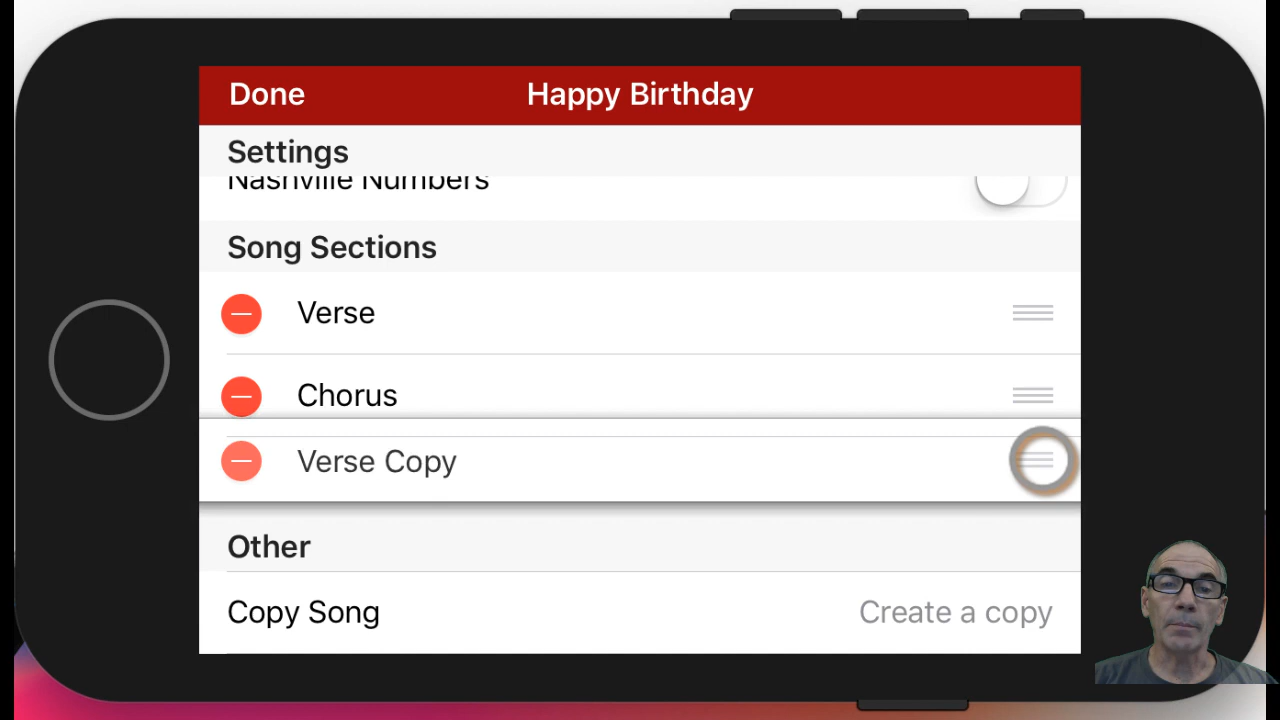 Done
Happy Birthday
Settings
Nashville Numbers
Song Sections
Verse
Chorus
Verse Copy
Other
Copy Song
Create a copy